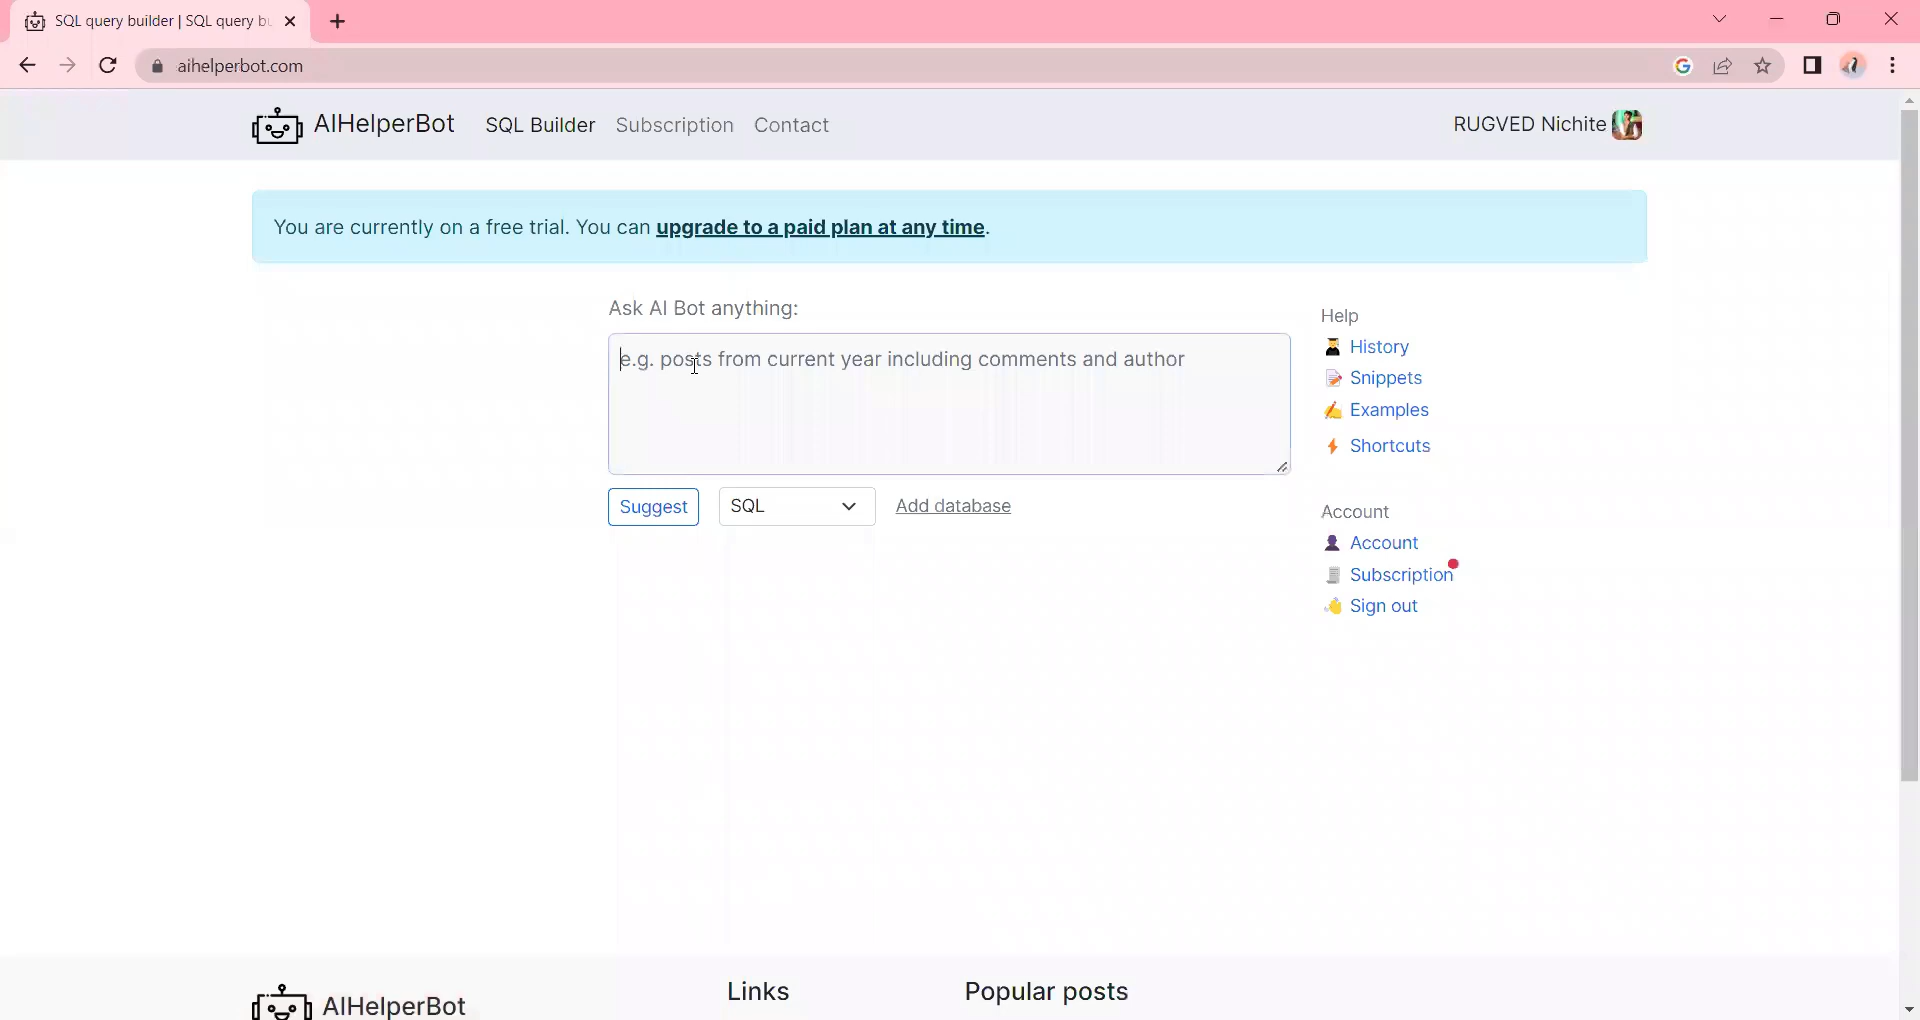 SQL query builder | SQL query bu
aihelperbot.com
AIHelperBot SQL Builder Subscription Contact RUGVED Nichite
You are currently on a free trial. You can upgrade to a paid plan at any time.
Ask AI Bot anything:
e.g. posts from current year including comments and author
Suggest SQL Add database
Help
History
Snippets
Examples
Shortcuts
Account
Account
Subscription
Sign out
AIHelperBot
Links
Popular posts